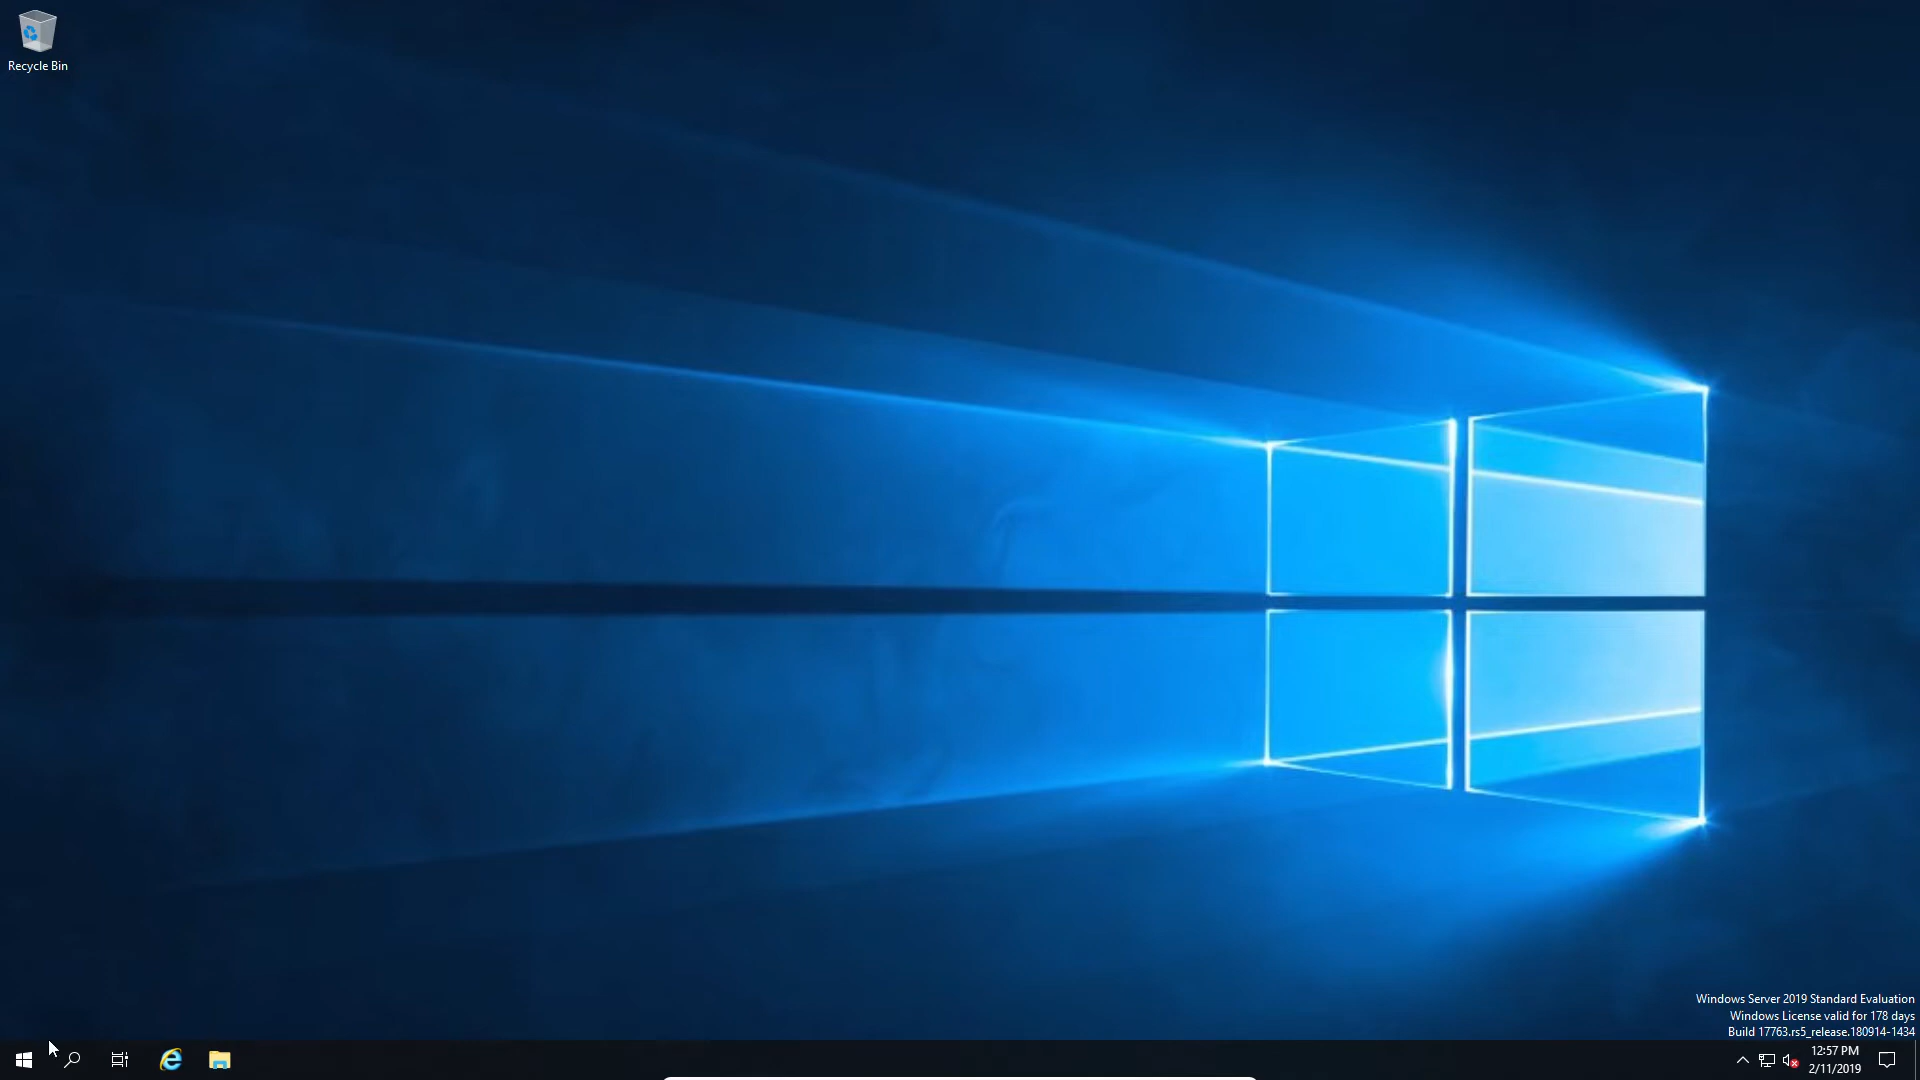 Recycle Bin
Windows Server 2019 Standard Evaluation
Windows License valid for 178 days
Build 17763.rs5_release.180914-1434
12:57 PM
2/11/2019